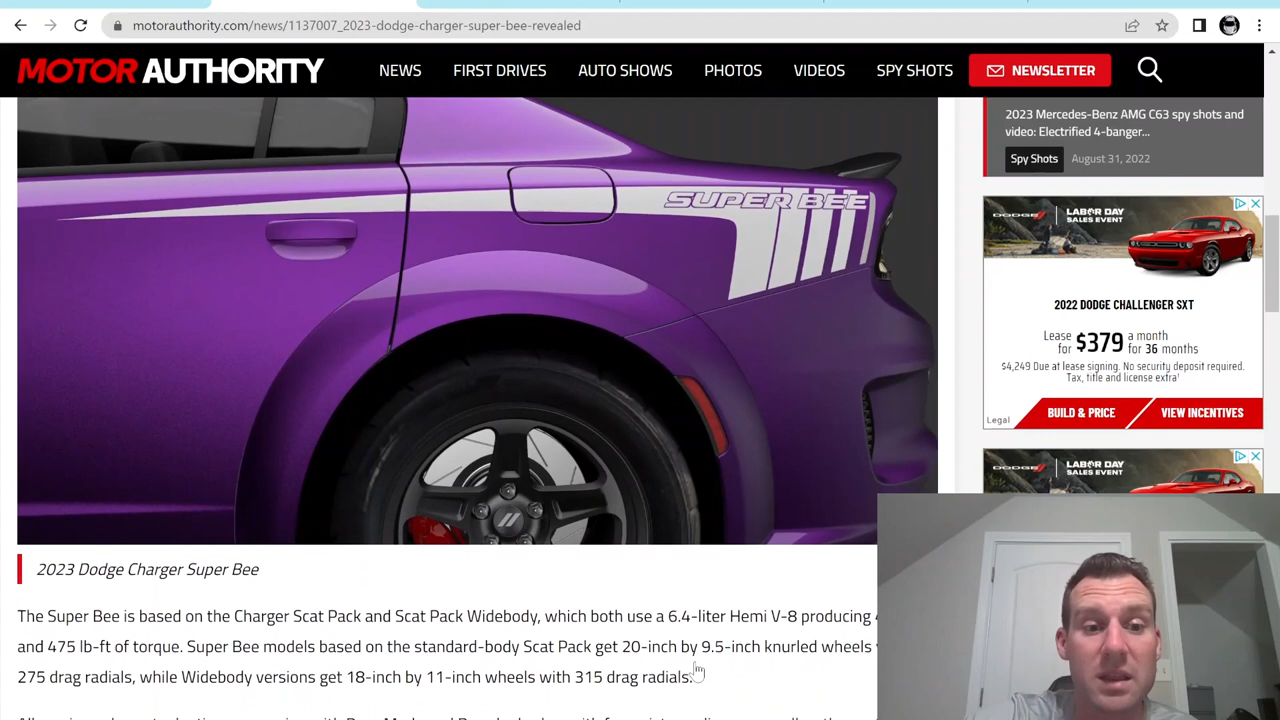 motorauthority.com/news/1137007_2023-dodge-charger-super-bee-revealed
MOTOR AUTHORITY
NEWS
FIRST DRIVES
AUTO SHOWS
PHOTOS
VIDEOS
SPY SHOTS
NEWSLETTER
SUPER BEE
2023 Dodge Charger Super Bee
The Super Bee is based on the Charger Scat Pack and Scat Pack Widebody, which both use a 6.4-liter Hemi V-8 producing
and 475 lb-ft of torque. Super Bee models based on the standard-body Scat Pack get 20-inch by 9.5-inch knurled wheels
275 drag radials, while Widebody versions get 18-inch by 11-inch wheels with 315 drag radials.
2023 Mercedes-Benz AMG C63 spy shots and
video: Electrified 4-banger...
Spy Shots
August 31, 2022
DODGE
LABOR DAY
SALES EVENT
2022 DODGE CHALLENGER SXT
Lease
for
$379
a month
for 36 months
$4,249 Due at lease signing. No security deposit required.
Tax, title and license extra¹
Legal
BUILD & PRICE
VIEW INCENTIVES
DODGE
LABOR DAY
SALES EVENT